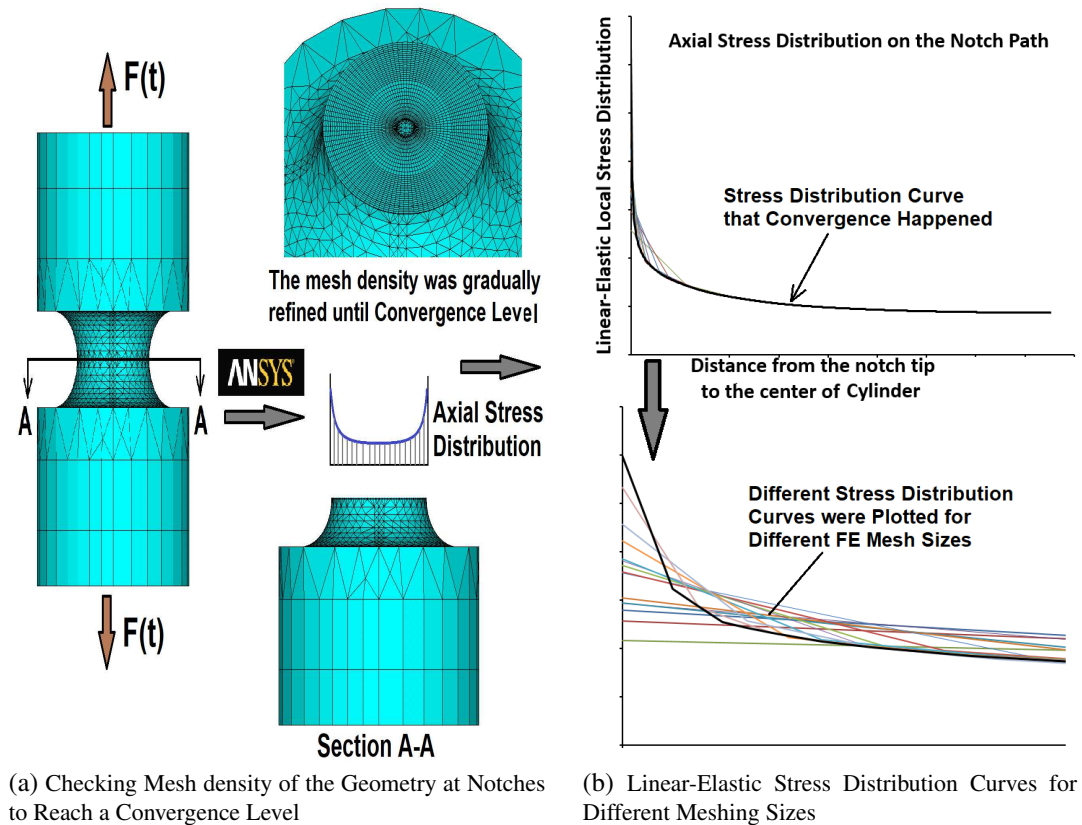 F(t)
The mesh density was gradually
refined until Convergence Level
A
A
ANSYS
Axial Stress
Distribution
F(t)
Section A-A
(a) Checking Mesh density of the Geometry at Notches
to Reach a Convergence Level
Linear-Elastic Local Stress Distribution
Axial Stress Distribution on the Notch Path
Stress Distribution Curve
that Convergence Happened
Distance from the notch tip
to the center of Cylinder
Different Stress Distribution
Curves were Plotted for
Different FE Mesh Sizes
(b) Linear-Elastic Stress Distribution Curves for
Different Meshing Sizes